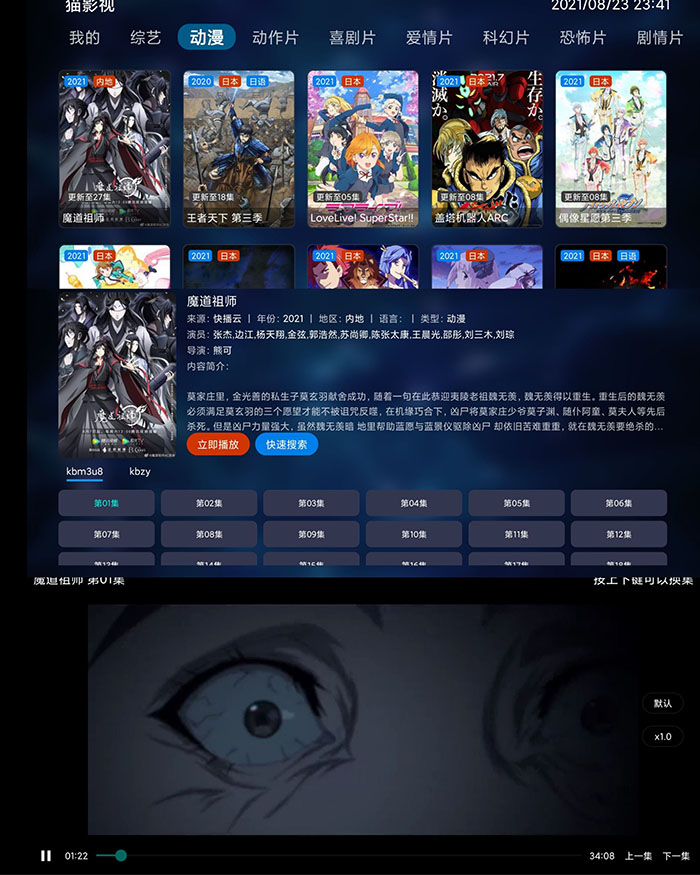 猫影视
2021/08/23 23:41
我的 综艺 动漫 动作片 喜剧片 爱情片 科幻片 恐怖片 剧情片
2021 内地 2020 日本 日语 2021 日本 2021 日本 2021 日本
更新至27集 更新至18集 更新至05集 更新至08集 更新至08集
魔道祖师 王者天下 第三季 LoveLive! SuperStar!! 盖塔机器人ARC 偶像星愿第三季
2021 日本 2021 日本 2021 日本 2021 日本 2021 日本 日语
魔道祖师
来源: 快播云 | 年份: 2021 | 地区: 内地 | 语言: | 类型: 动漫
演员: 张杰,边江,杨天翔,金弦,郭浩然,苏尚卿,陈张太康,王晨光,邵彤,刘三木,刘琮
导演: 熊可
内容简介:
莫家庄里，金光善的私生子莫玄羽献舍成功，随着一句在此恭迎夷陵老祖魏无羡，魏无羡得以重生。重生后的魏无羡
必须满足莫玄羽的三个愿望才能不被诅咒反噬，在机缘巧合下，凶尸将莫家庄少爷莫子渊、随仆阿童、莫夫人等先后
杀死。但是凶尸力量强大，虽然魏无羡暗 地里帮助蓝愿与蓝景仪驱除凶尸 却依旧苦难重重，就在魏无羡要绝杀的...
立即播放 快速搜索
kbm3u8 kbzy
第01集 第02集 第03集 第04集 第05集 第06集
第07集 第08集 第09集 第10集 第11集 第12集
第13集 第14集 第15集 第16集 第17集 第18集
魔道祖师 第01集
按上下键可以换集
默认
x1.0
01:22
34:08 上一集 下一集